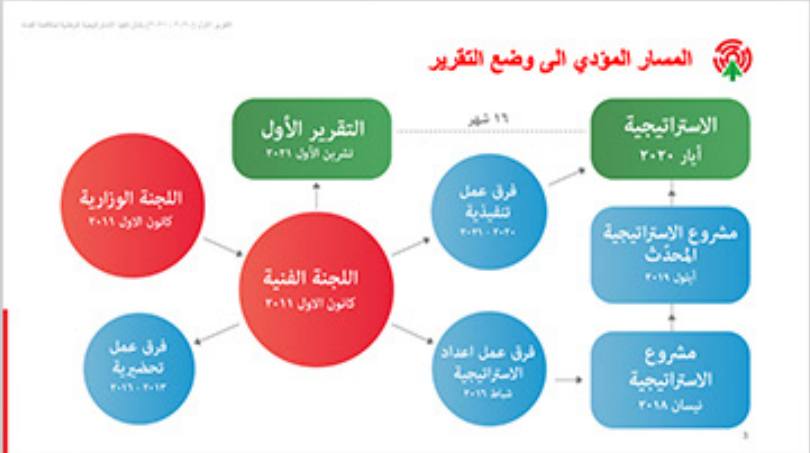 المسار المؤدي الى وضع التقرير
الاستراتيجية
أيار ٢٠٢٠
١٦ شهر
التقرير الأول
تشرين الأول ٢٠٢١
اللجنة الوزارية
كانون الاول ٢٠١١
فرق عمل
تنفيذية
٢٠٢٠ - ٢٠٢١
مشروع الاستراتيجية
المحدّث
أيلول ٢٠١٩
اللجنة الفنية
كانون الاول ٢٠١١
فرق عمل
تحضيرية
٢٠١٣ - ٢٠١٦
فرق عمل اعداد
الاستراتيجية
شباط ٢٠١٦
مشروع
الاستراتيجية
نيسان ٢٠١٨
3